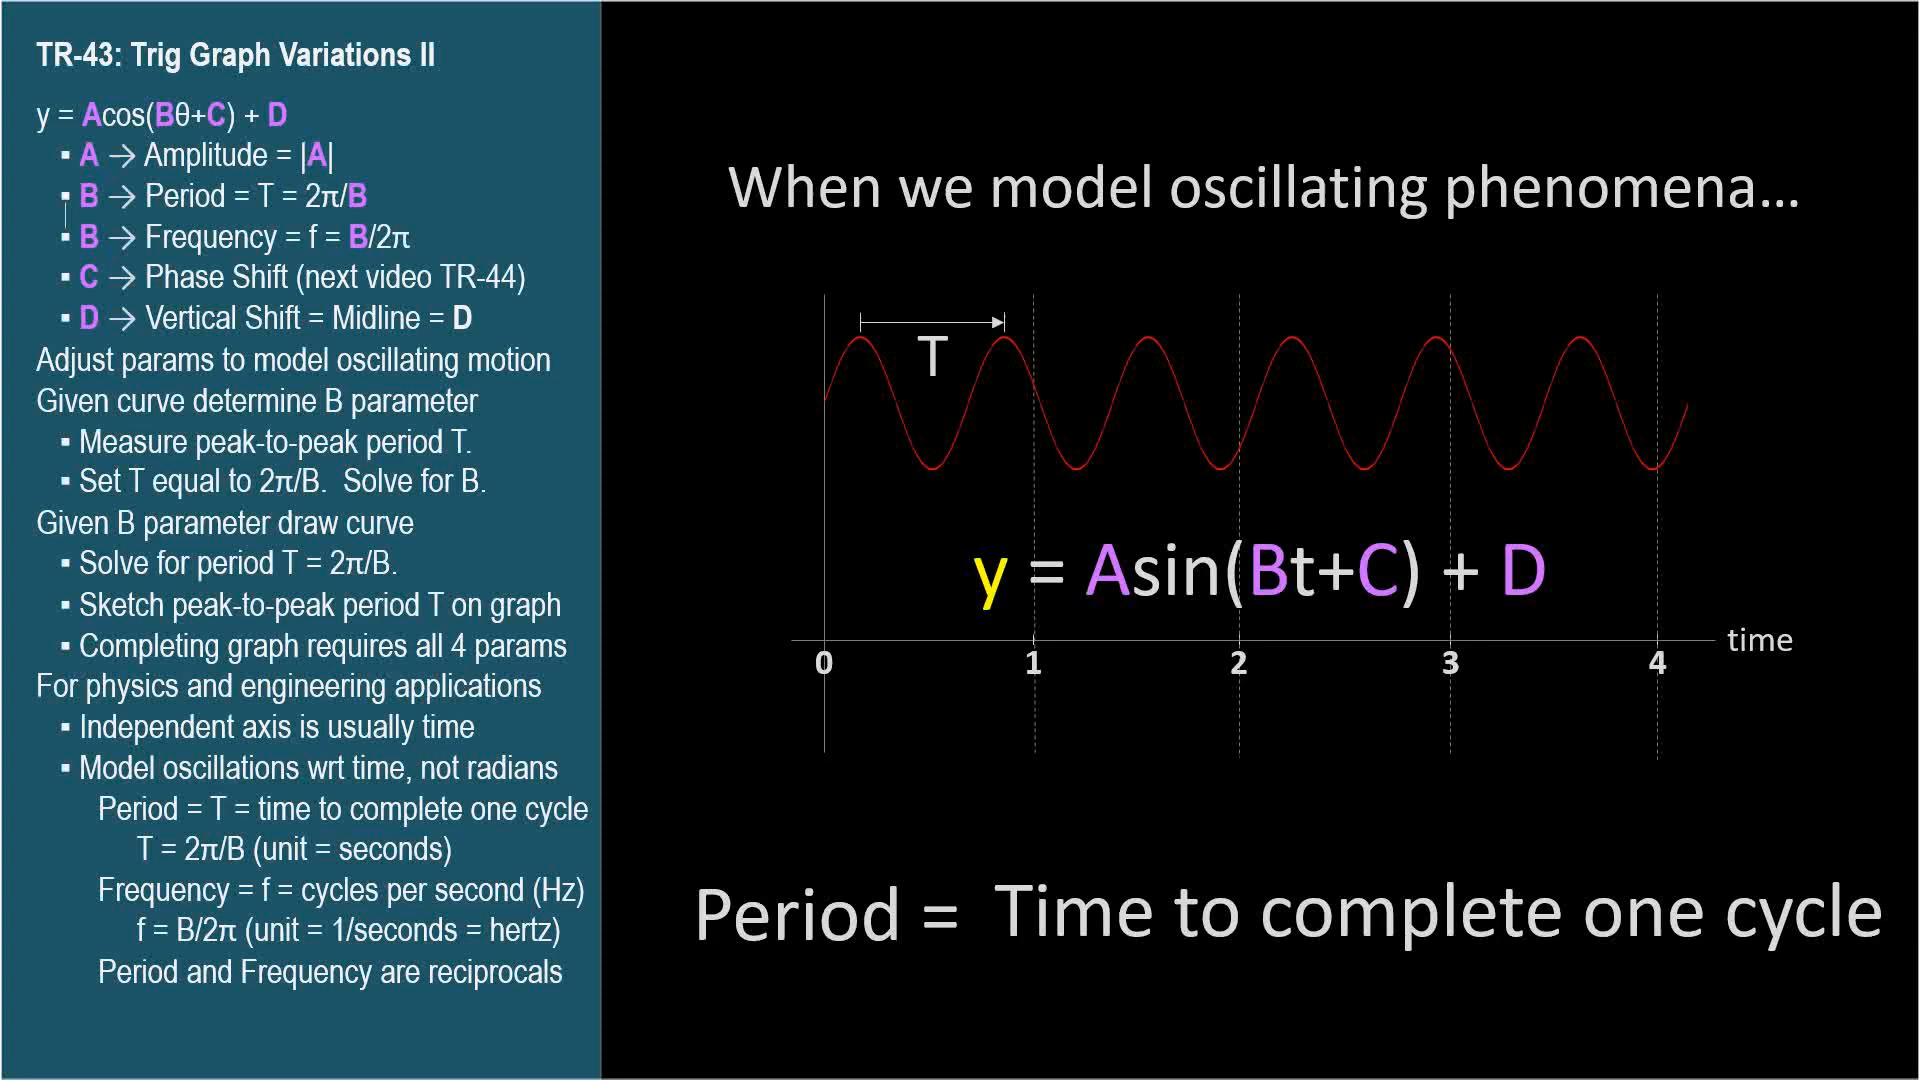 TR-43: Trig Graph Variations II
y = Acos(Bθ+C) + D
▪ A → Amplitude = |A|
▪ B → Period = T = 2π/B
▪ B → Frequency = f = B/2π
▪ C → Phase Shift (next video TR-44)
▪ D → Vertical Shift = Midline = D
Adjust params to model oscillating motion
Given curve determine B parameter
▪ Measure peak-to-peak period T.
▪ Set T equal to 2π/B.  Solve for B.
Given B parameter draw curve
▪ Solve for period T = 2π/B.
▪ Sketch peak-to-peak period T on graph
▪ Completing graph requires all 4 params
For physics and engineering applications
▪ Independent axis is usually time
▪ Model oscillations wrt time, not radians
Period = T = time to complete one cycle
T = 2π/B (unit = seconds)
Frequency = f = cycles per second (Hz)
f = B/2π (unit = 1/seconds = hertz)
Period and Frequency are reciprocals
When we model oscillating phenomena...
T
y = Asin(Bt+C) + D
time
0 1 2 3 4
Period = Time to complete one cycle